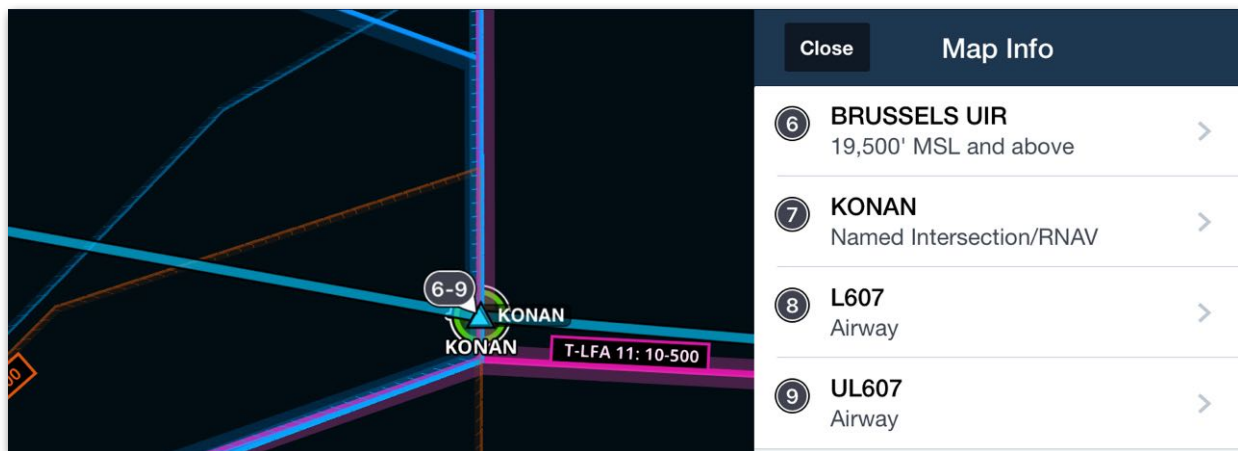 6-9
KONAN
KONAN
T-LFA 11: 10-500
Close
Map Info
6
BRUSSELS UIR
19,500' MSL and above
7
KONAN
Named Intersection/RNAV
8
L607
Airway
9
UL607
Airway